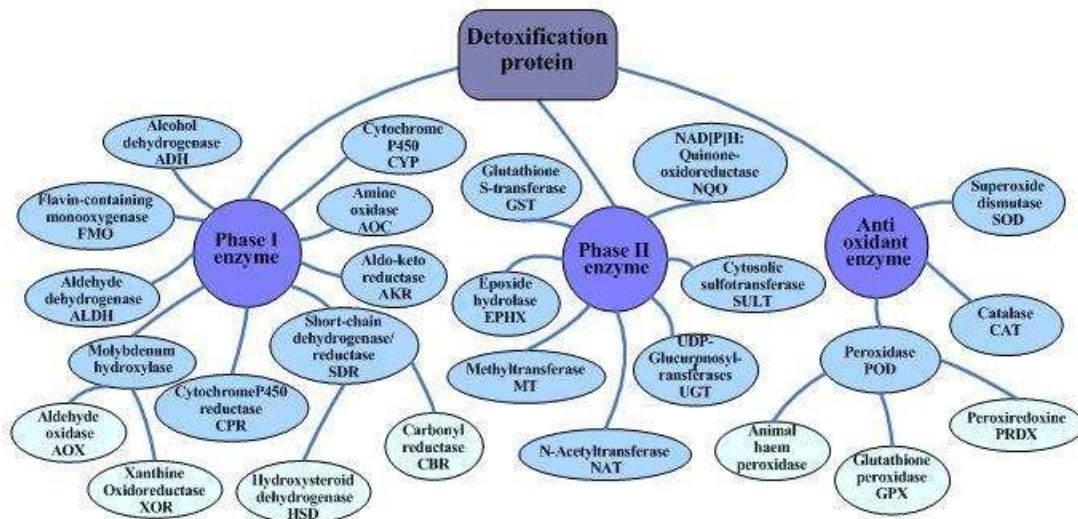 Detoxification
protein
Alcohol
dehydrogenase
ADH
Cytochrome
P450
CYP
Flavin-containing
monooxygenase
FMO
Amine
oxidase
AOC
Phase I
enzyme
Aldo-keto
reductase
AKR
Aldehyde
dehydrogenase
ALDH
Short-chain
dehydrogenase/
reductase
SDR
Molybdenum
hydroxylase
CytochromeP450
reductase
CPR
Aldehyde
oxidase
AOX
Xanthine
Oxidoreductase
XOR
Hydroxysteroid
dehydrogenase
HSD
Carbonyl
reductase
CBR
Glutathione
S-transferase
GST
NAD[P]H:
Quinone-
oxidoreductase
NQO
Phase II
enzyme
Epoxide
hydrolase
EPHX
Cytosolic
sulfotransferase
SULT
Methyltransferase
MT
UDP-
Glucuronosyl-
ransferases
UGT
N-Acetyltransferase
NAT
Anti
oxidant
enzyme
Superoxide
dismutase
SOD
Catalase
CAT
Peroxidase
POD
Animal
haem
peroxidase
Glutathione
peroxidase
GPX
Peroxiredoxine
PRDX